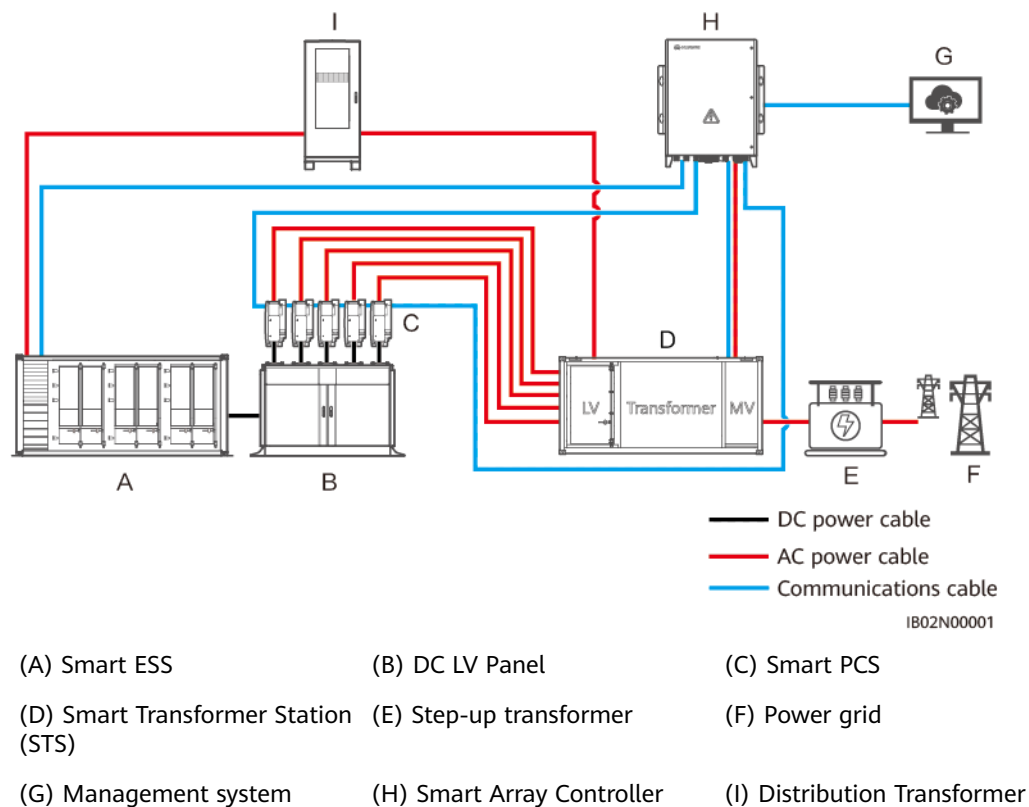 I
H
G
C
D
LV
Transformer
MV
A
B
E
F
DC power cable
AC power cable
Communications cable
IB02N00001
(A) Smart ESS
(B) DC LV Panel
(C) Smart PCS
(D) Smart Transformer Station
(STS)
(E) Step-up transformer
(F) Power grid
(G) Management system
(H) Smart Array Controller
(I) Distribution Transformer